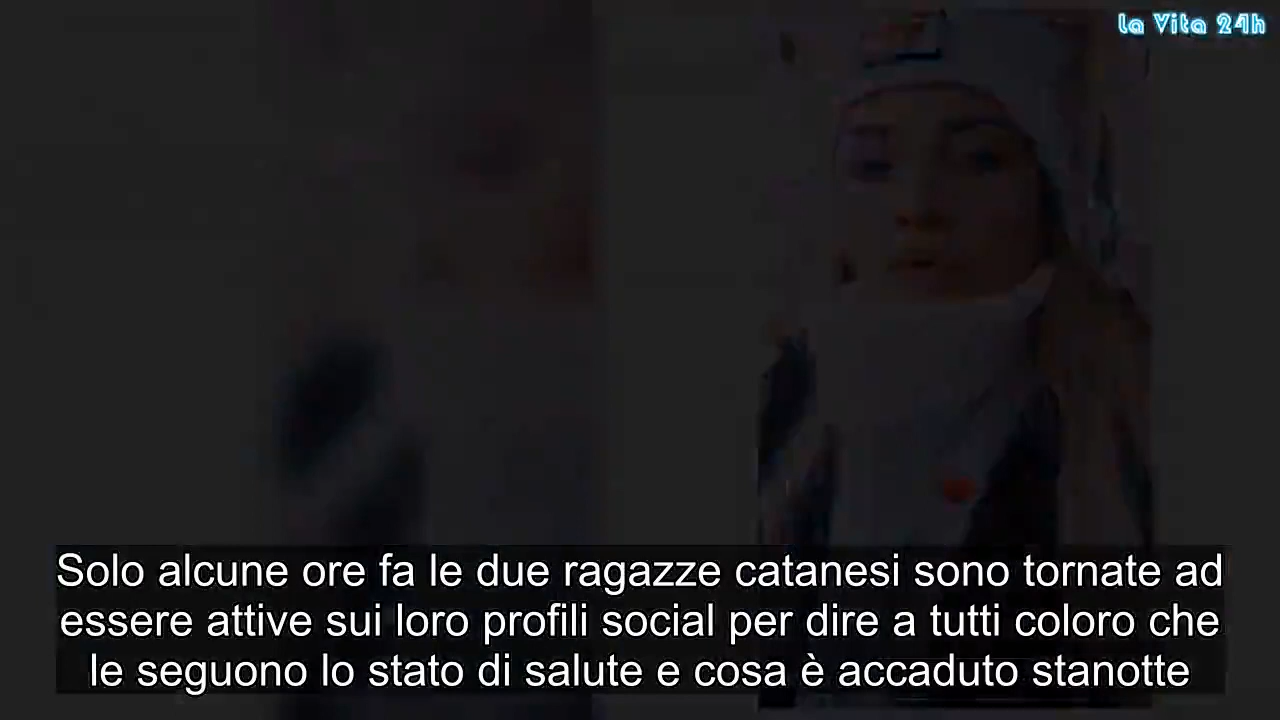 La Vita 24h
Solo alcune ore fa le due ragazze catanesi sono tornate ad
essere attive sui loro profili social per dire a tutti coloro che
le seguono lo stato di salute e cosa è accaduto stanotte